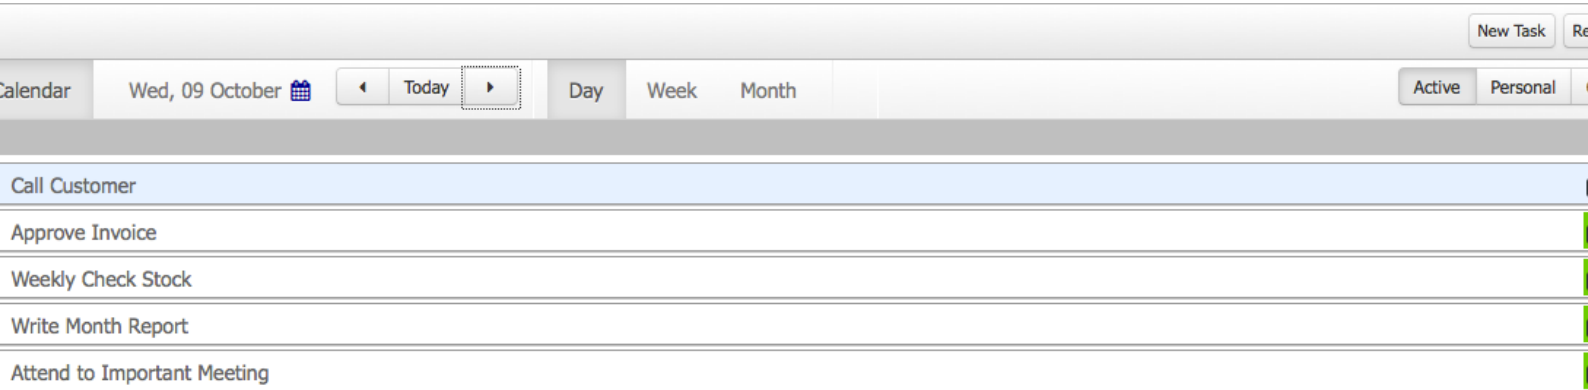 New Task Re
Calendar Wed, 09 October Today Day Week Month Active Personal
Call Customer
Approve Invoice
Weekly Check Stock
Write Month Report
Attend to Important Meeting